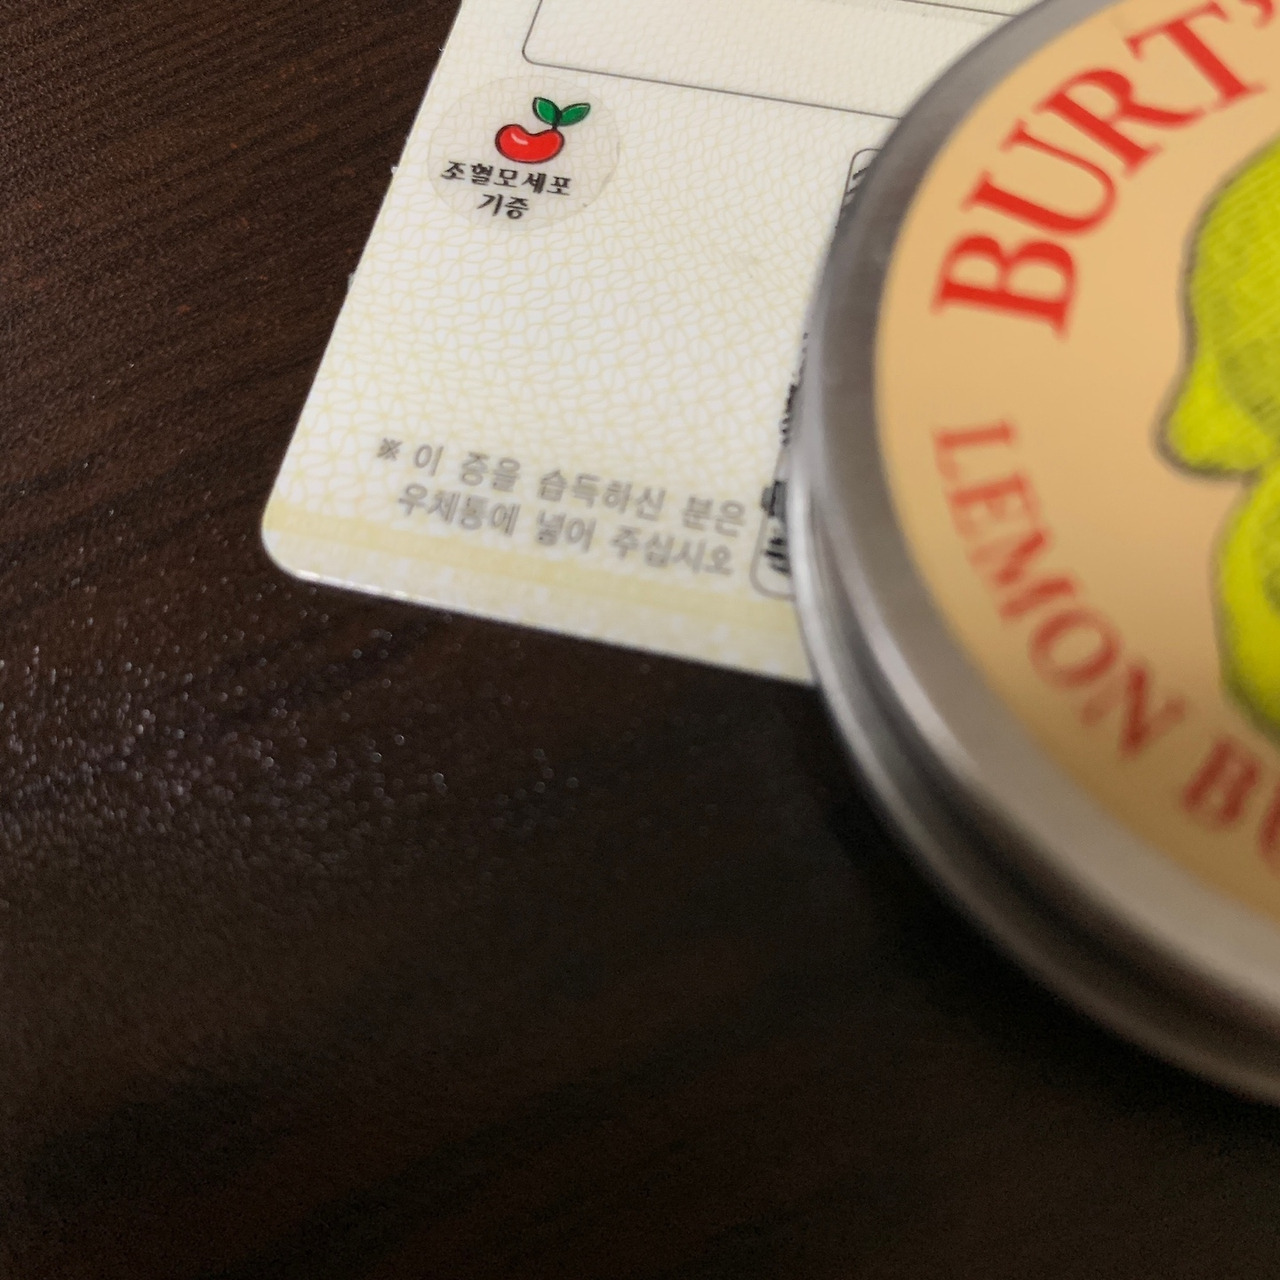 조혈모세포
기증
※ 이 증을 습득하신 분은
우체통에 넣어 주십시오
BURT'
LEMON BU